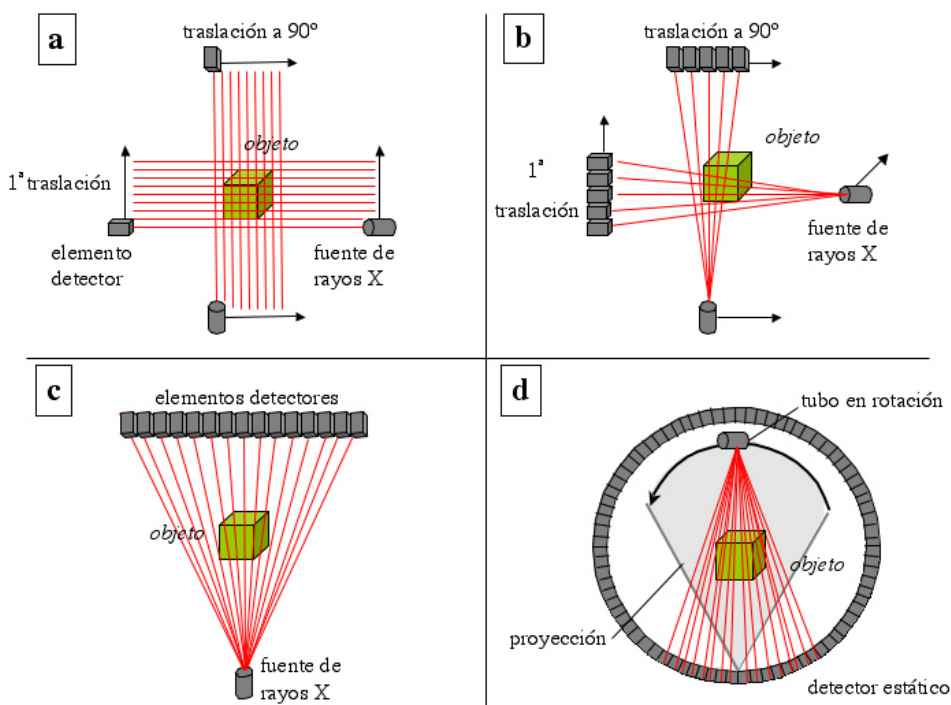 a
traslación a 90º
objeto
1ª traslación
elemento
detector
fuente de
rayos X
b
traslación a 90º
objeto
1ª
traslación
fuente de
rayos X
c
elementos detectores
objeto
fuente de
rayos X
d
tubo en rotación
objeto
proyección
detector estático